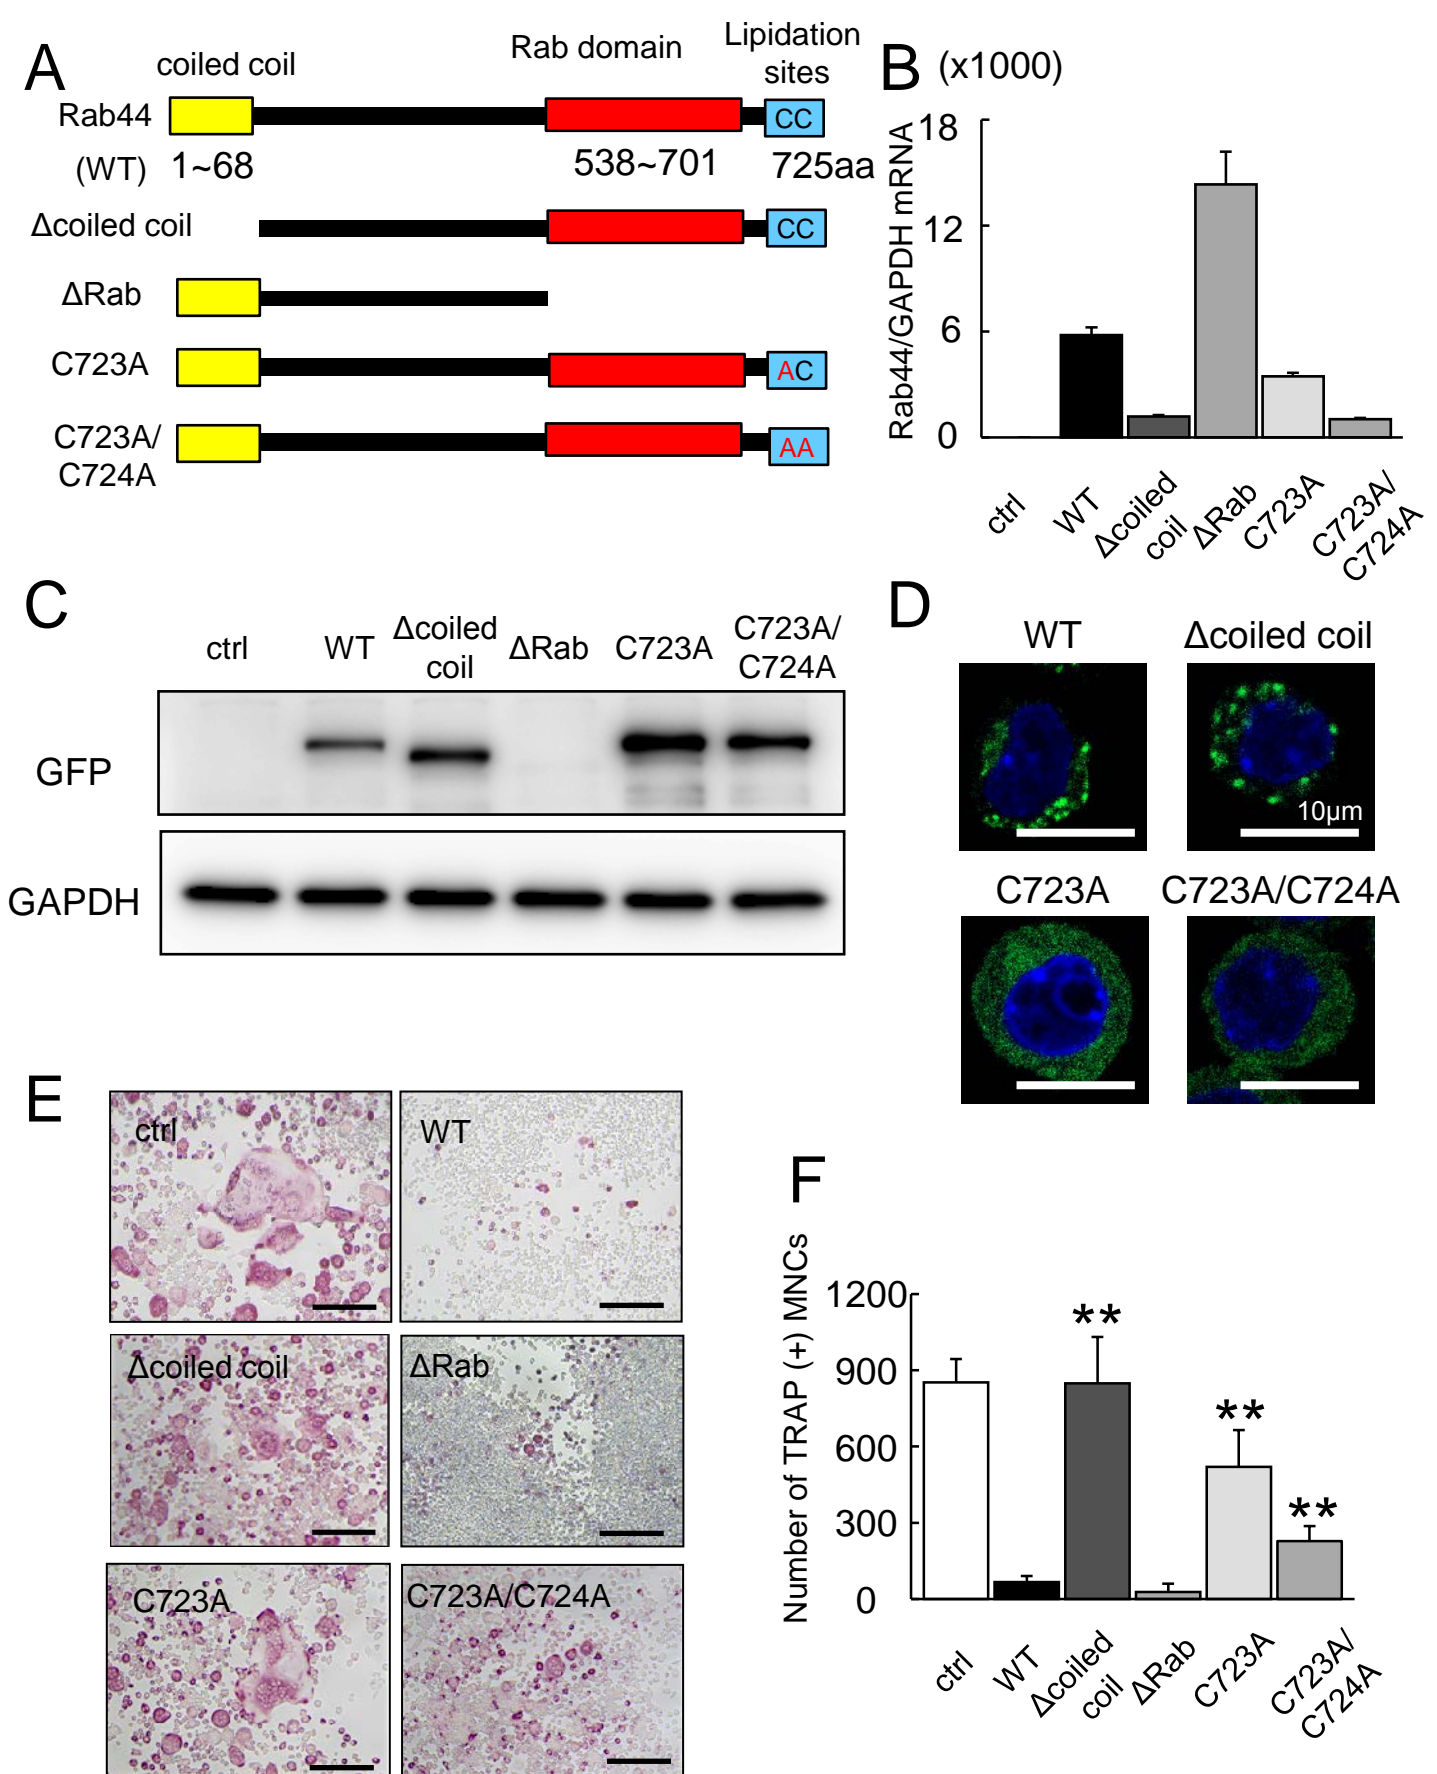 A
coiled coil
Rab domain
Lipidation
sites
Rab44
(WT)
CC
1~68
538~701
725aa
Δcoiled coil
CC
ΔRab
C723A
AC
C723A/
C724A
AA
B
(x1000)
Rab44/GAPDH mRNA
18
12
6
0
ctrl
WT
Δcoiled
coil
ΔRab
C723A
C723A/
C724A
C
ctrl
WT
Δcoiled
coil
ΔRab
C723A
C723A/
C724A
GFP
GAPDH
D
WT
Δcoiled coil
10μm
C723A
C723A/C724A
E
ctrl
WT
Δcoiled coil
ΔRab
C723A
C723A/C724A
F
Number of TRAP (+) MNCs
1200
900
600
300
0
**
**
**
ctrl
WT
Δcoiled
coil
ΔRab
C723A
C723A/
C724A